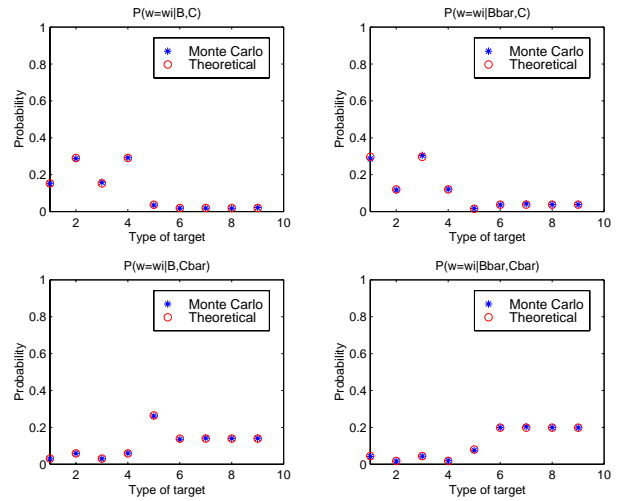 P(w=wi|B,C)
1
0.8
0.6
0.4
0.2
0
Probability
Monte Carlo
Theoretical
2 4 6 8 10
Type of target
P(w=wi|Bbar,C)
1
0.8
0.6
0.4
0.2
0
Probability
Monte Carlo
Theoretical
2 4 6 8 10
Type of target
P(w=wi|B,Cbar)
1
0.8
0.6
0.4
0.2
0
Probability
Monte Carlo
Theoretical
2 4 6 8 10
Type of target
P(w=wi|Bbar,Cbar)
1
0.8
0.6
0.4
0.2
0
Probability
Monte Carlo
Theoretical
2 4 6 8 10
Type of target